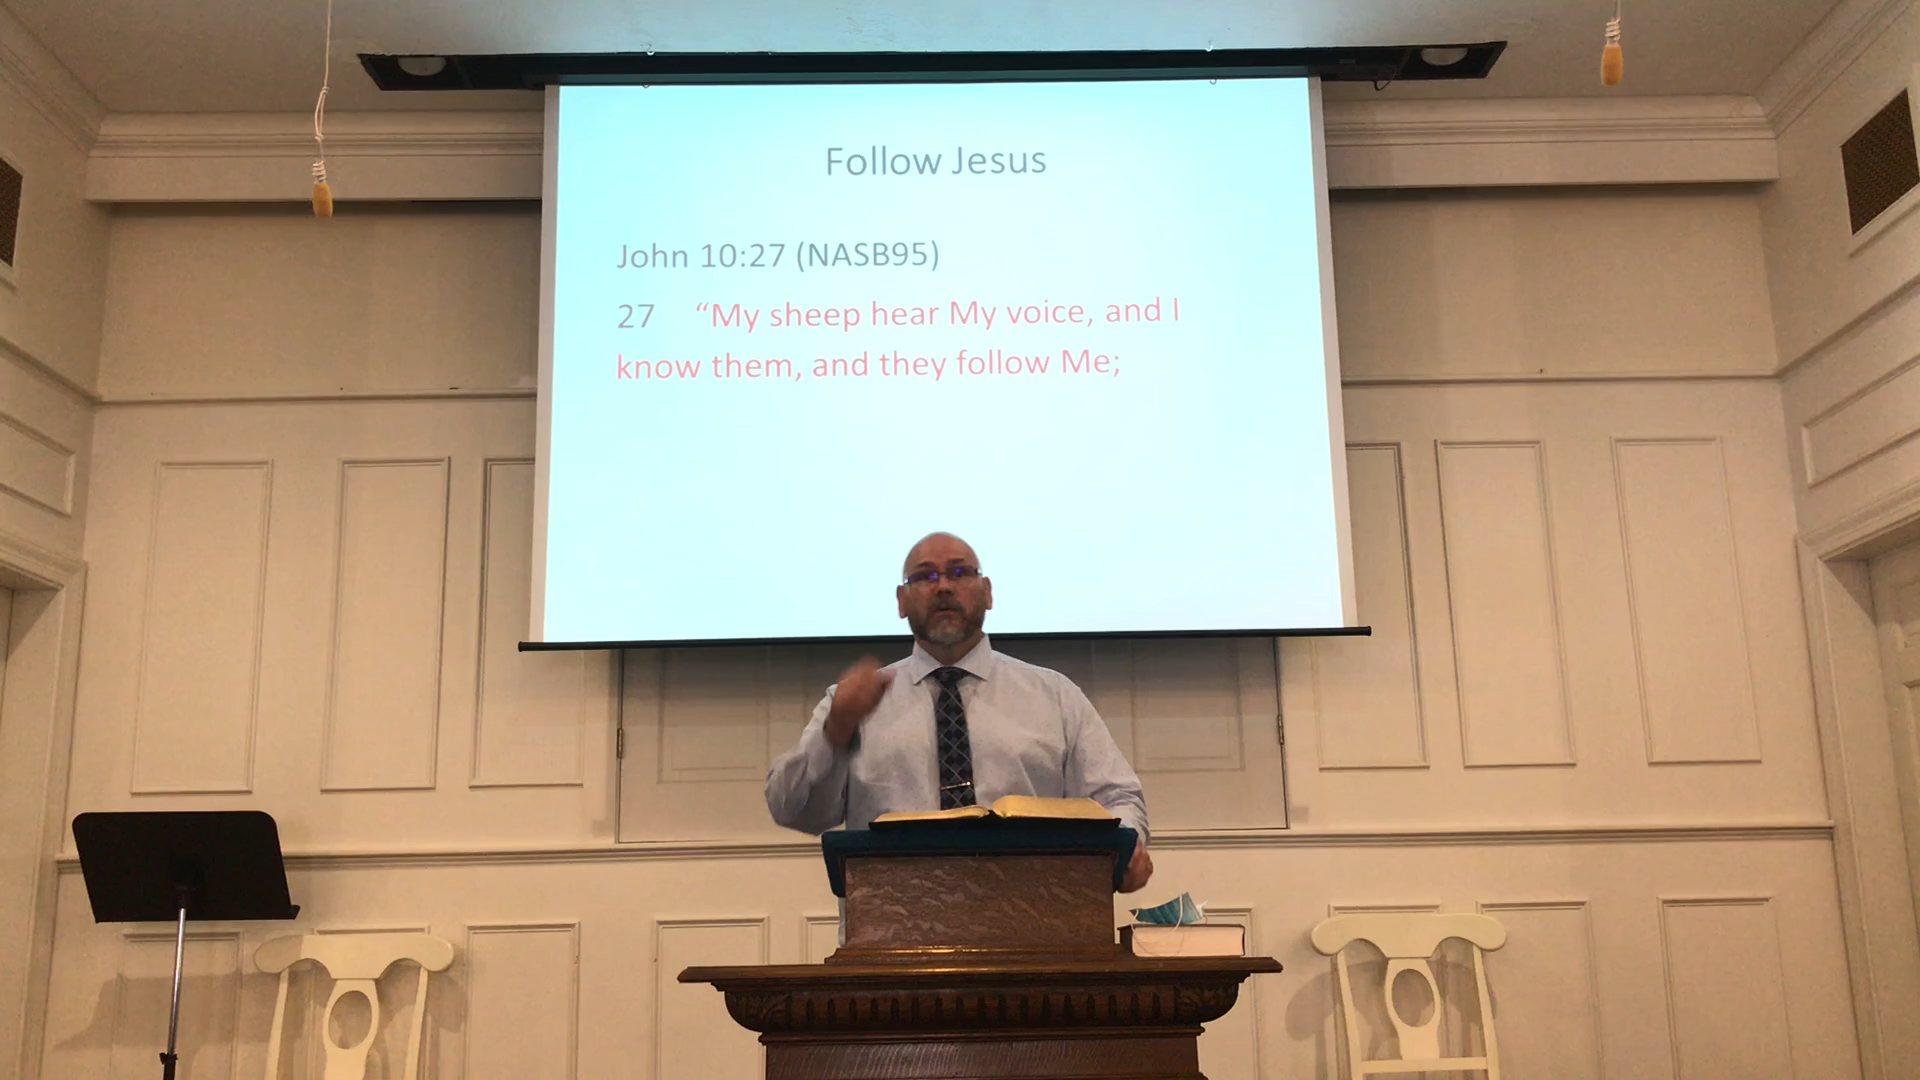 Follow Jesus
John 10:27 (NASB95)
27 “My sheep hear My voice, and I
know them, and they follow Me;